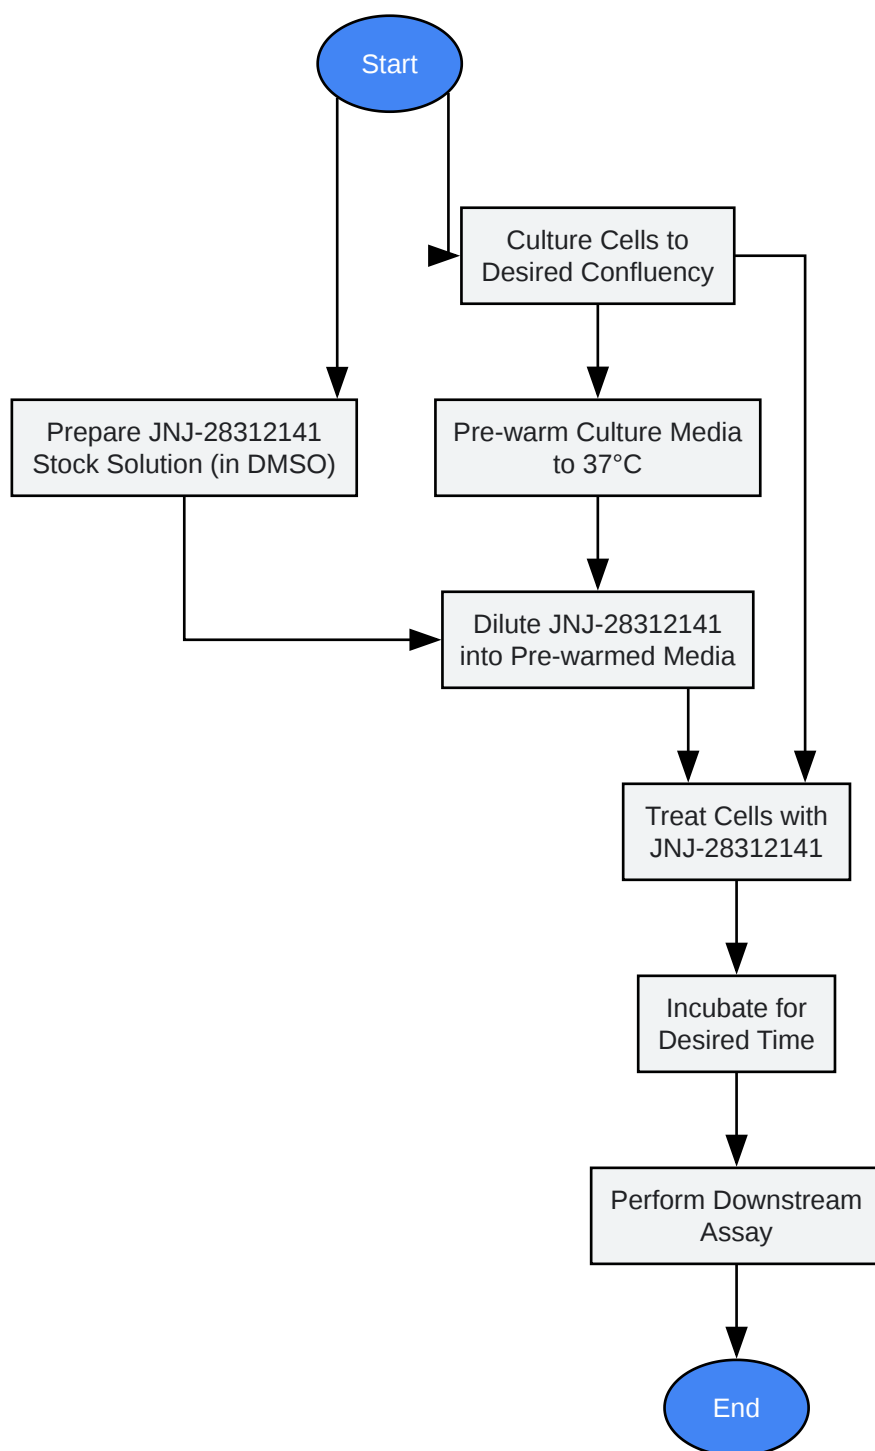 Start
Culture Cells to
Desired Confluency
Prepare JNJ-28312141
Stock Solution (in DMSO)
Pre-warm Culture Media
to 37°C
Dilute JNJ-28312141
into Pre-warmed Media
Treat Cells with
JNJ-28312141
Incubate for
Desired Time
Perform Downstream
Assay
End